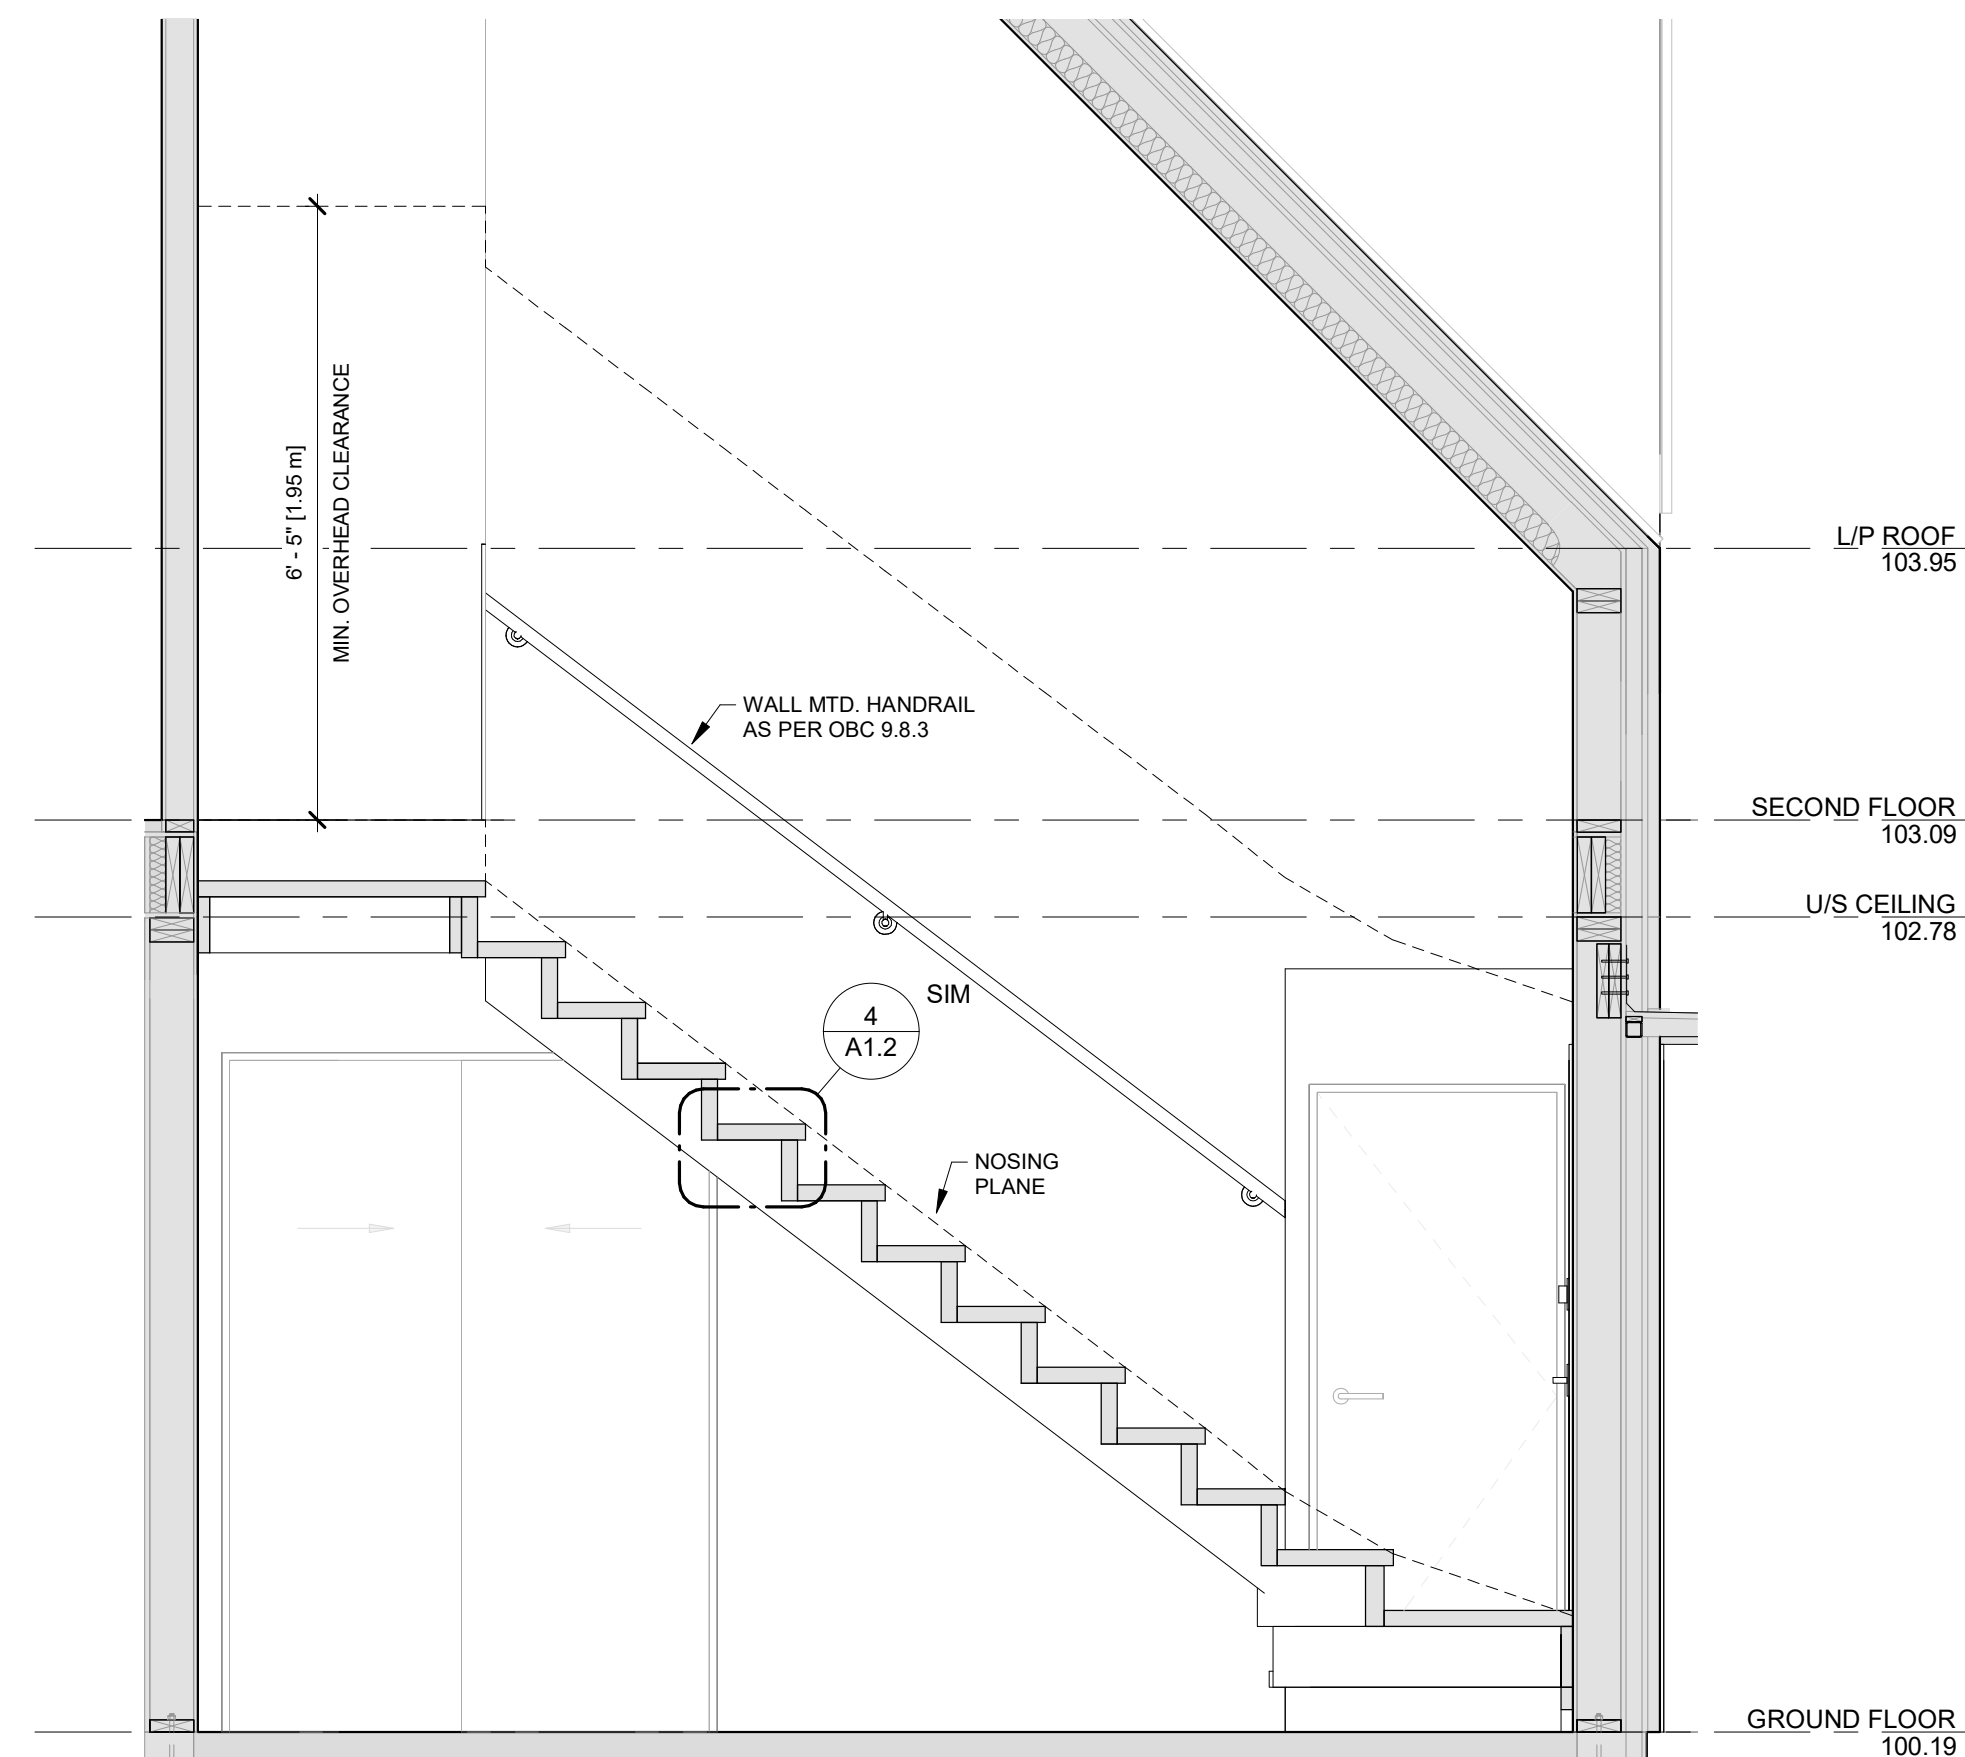 6' - 5" [1.95 m]
MIN. OVERHEAD CLEARANCE
L/P ROOF
103.95
WALL MTD. HANDRAIL
AS PER OBC 9.8.3
SECOND FLOOR
103.09
U/S CEILING
102.78
SIM
4
A1.2
NOSING
PLANE
GROUND FLOOR
100.19